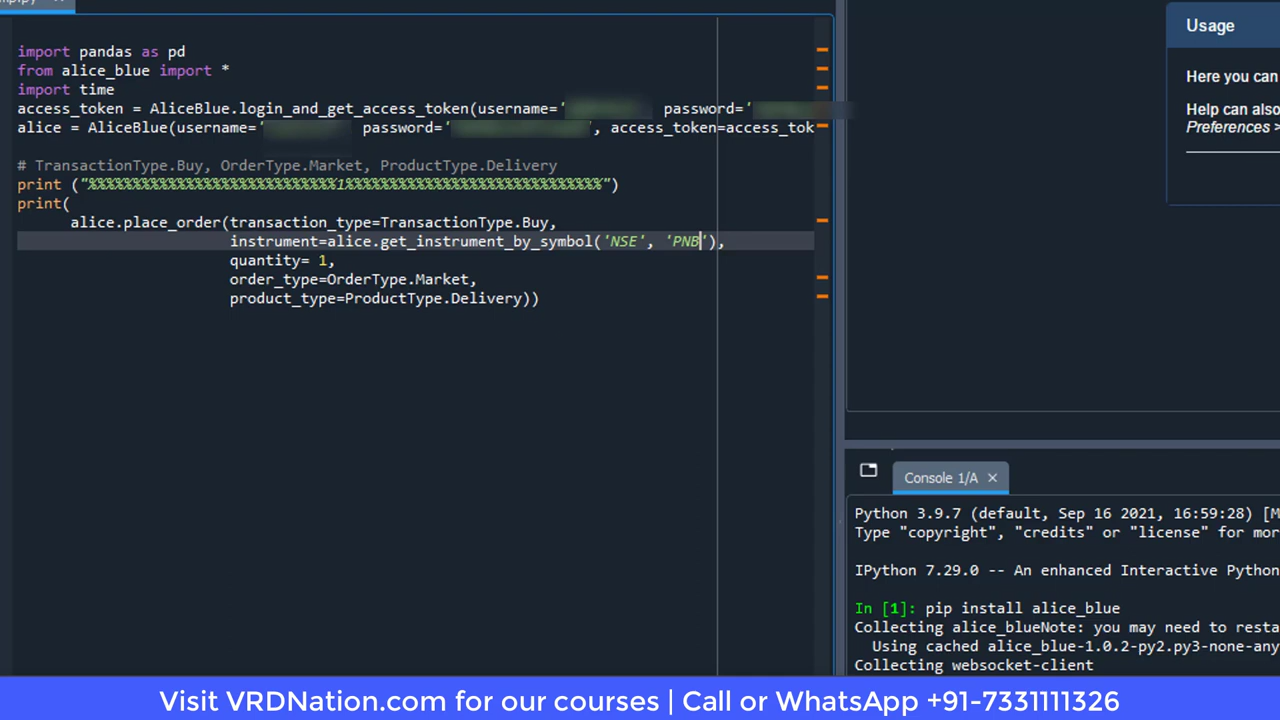 import pandas as pd
from alice_blue import *
import time
access_token = AliceBlue.login_and_get_access_token(username=' password='
alice = AliceBlue(username=' password=' ', access_token=access_tok
# TransactionType.Buy, OrderType.Market, ProductType.Delivery
print ("%%%%%%%%%%%%%%%%%%%%%%%%%%%%1%%%%%%%%%%%%%%%%%%%%%%%%%%%%%")
print(
alice.place_order(transaction_type=TransactionType.Buy,
instrument=alice.get_instrument_by_symbol('NSE', 'PNB'),
quantity= 1,
order_type=OrderType.Market,
product_type=ProductType.Delivery))
Usage
Here you can
Help can also
Preferences >
Console 1/A
Python 3.9.7 (default, Sep 16 2021, 16:59:28) [M
Type "copyright", "credits" or "license" for mor
IPython 7.29.0 -- An enhanced Interactive Python
In [1]: pip install alice_blue
Collecting alice_blueNote: you may need to resta
Using cached alice_blue-1.0.2-py2.py3-none-any
Collecting websocket-client
Visit VRDNation.com for our courses | Call or WhatsApp +91-7331111326